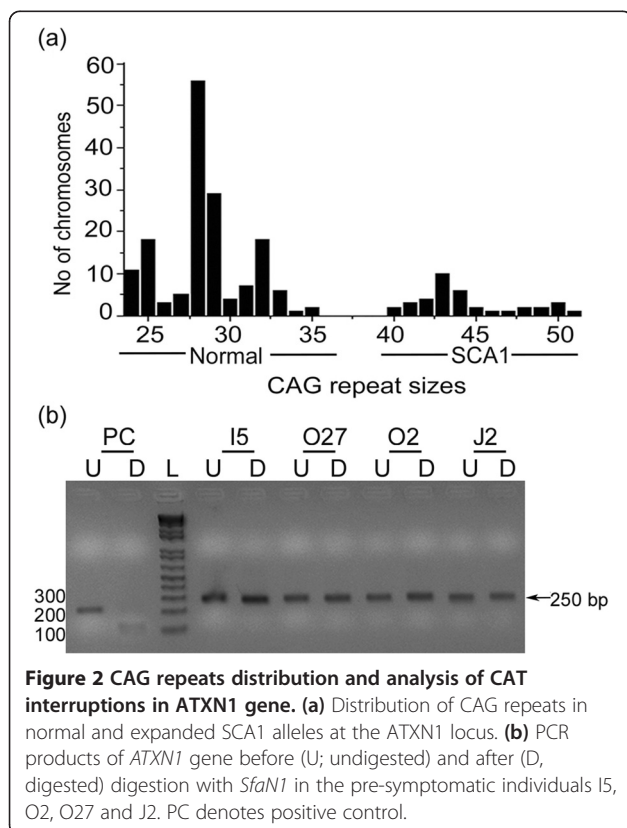 (a)
60
50
40
30
20
10
0
No of chromosomes
25 30 35 40 45 50
Normal SCA1
CAG repeat sizes
(b)
PC I5 O27 O2 J2
U D L U D U D U D U D
300
200
100
250 bp
Figure 2 CAG repeats distribution and analysis of CAT
interruptions in ATXN1 gene. (a) Distribution of CAG repeats in
normal and expanded SCA1 alleles at the ATXN1 locus. (b) PCR
products of ATXN1 gene before (U; undigested) and after (D,
digested) digestion with SfaN1 in the pre-symptomatic individuals I5,
O2, O27 and J2. PC denotes positive control.